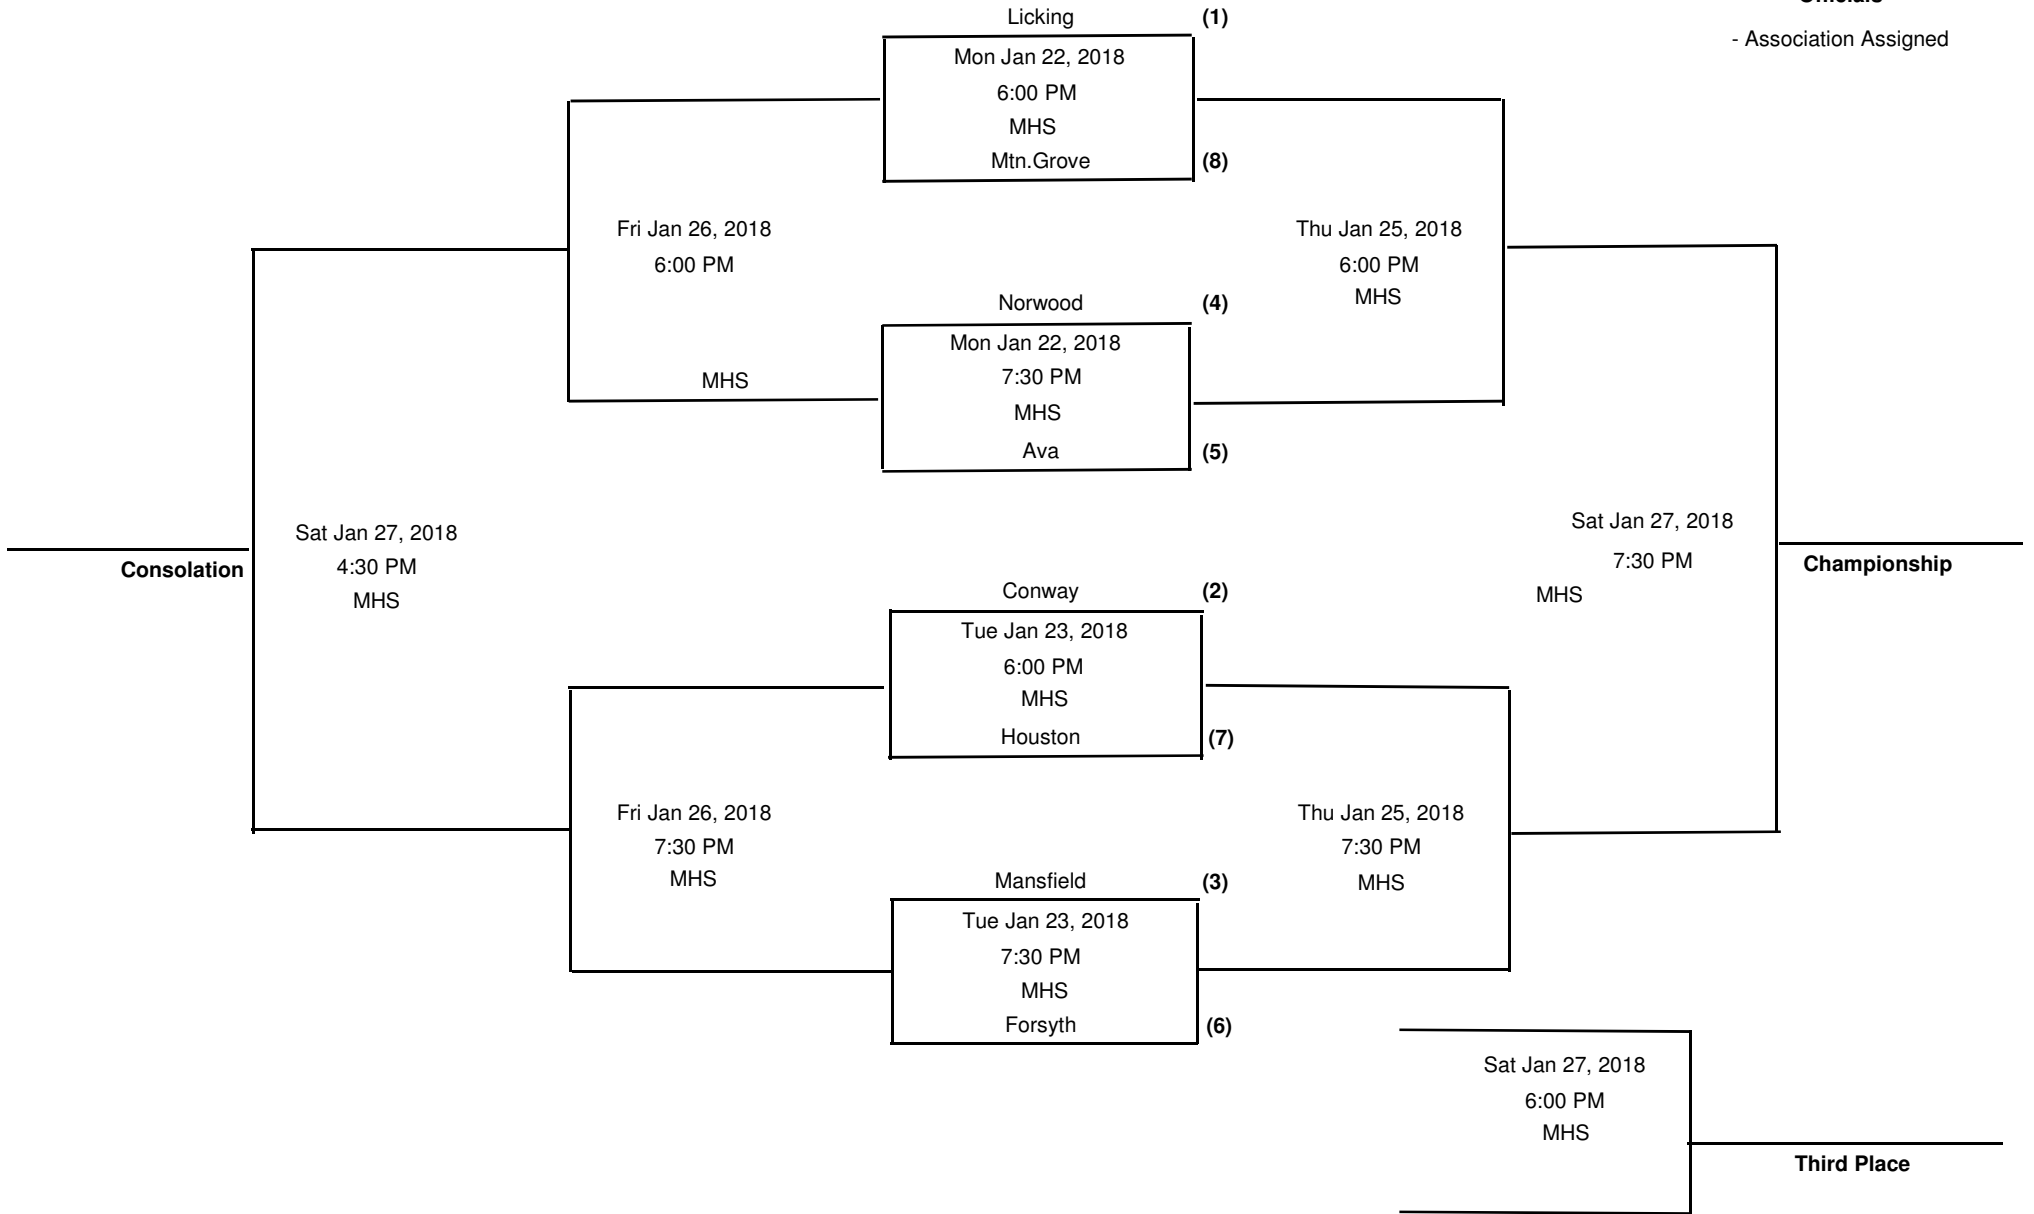 Officials
Licking (1)
- Association Assigned
Mon Jan 22, 2018
6:00 PM
MHS
Mtn.Grove (8)
Fri Jan 26, 2018
6:00 PM
MHS
Thu Jan 25, 2018
6:00 PM
MHS
Norwood (4)
Mon Jan 22, 2018
7:30 PM
MHS
Ava (5)
Sat Jan 27, 2018
4:30 PM
MHS
Consolation
Sat Jan 27, 2018
7:30 PM
MHS
Championship
Conway (2)
Tue Jan 23, 2018
6:00 PM
MHS
Houston (7)
Fri Jan 26, 2018
7:30 PM
MHS
Thu Jan 25, 2018
7:30 PM
MHS
Mansfield (3)
Tue Jan 23, 2018
7:30 PM
MHS
Forsyth (6)
Sat Jan 27, 2018
6:00 PM
MHS
Third Place